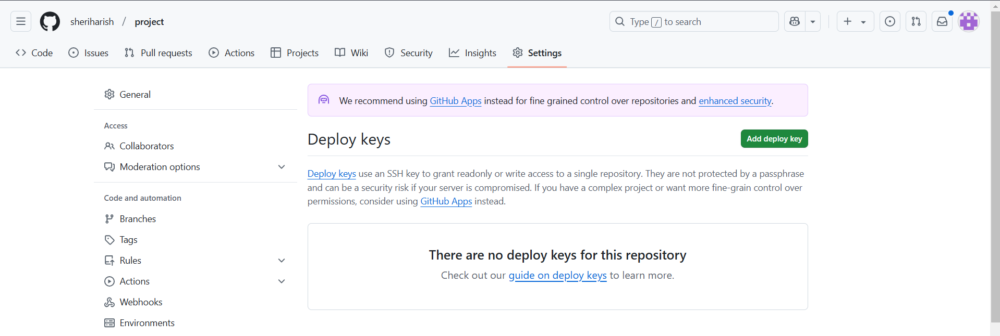 sheriharish / project
Type / to search
Code Issues Pull requests Actions Projects Wiki Security Insights Settings
General
Access
Collaborators
Moderation options
Code and automation
Branches
Tags
Rules
Actions
Webhooks
Environments
We recommend using GitHub Apps instead for fine grained control over repositories and enhanced security.
Deploy keys
Add deploy key
Deploy keys use an SSH key to grant readonly or write access to a single repository. They are not protected by a passphrase
and can be a security risk if your server is compromised. If you have a complex project or want more fine-grain control over
permissions, consider using GitHub Apps instead.
There are no deploy keys for this repository
Check out our guide on deploy keys to learn more.